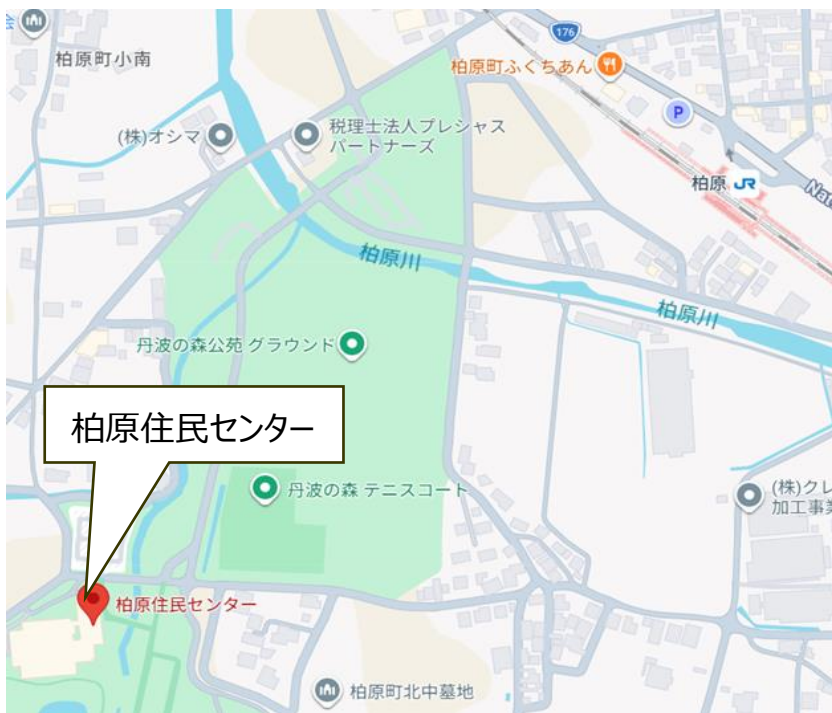 会
柏原町小南
176
柏原町ふくちあん
(株)オシマ
税理士法人プレシャス
パートナーズ
P
柏原 JR
Nat
柏原川
柏原川
丹波の森公苑 グラウンド
柏原住民センター
丹波の森 テニスコート
(株)クレ
加工事業
柏原住民センター
柏原町北中墓地